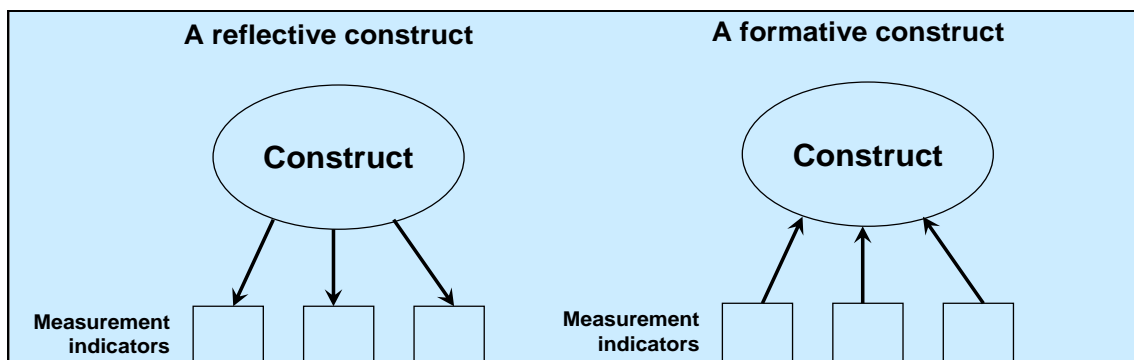 A reflective construct
Construct
Measurement
indicators
A formative construct
Construct
Measurement
indicators